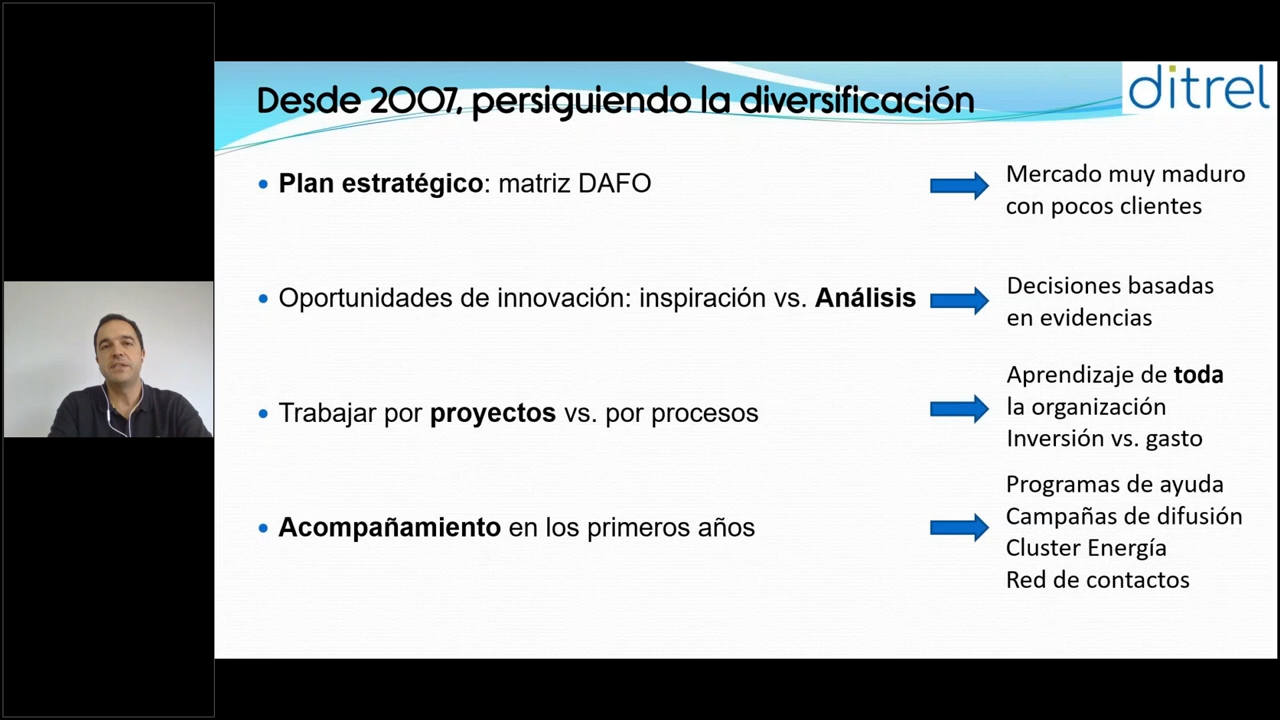 Desde 2007, persiguiendo la diversificación
ditrel
• Plan estratégico: matriz DAFO
Mercado muy maduro
con pocos clientes
• Oportunidades de innovación: inspiración vs. Análisis
Decisiones basadas
en evidencias
• Trabajar por proyectos vs. por procesos
Aprendizaje de toda
la organización
Inversión vs. gasto
• Acompañamiento en los primeros años
Programas de ayuda
Campañas de difusión
Cluster Energía
Red de contactos